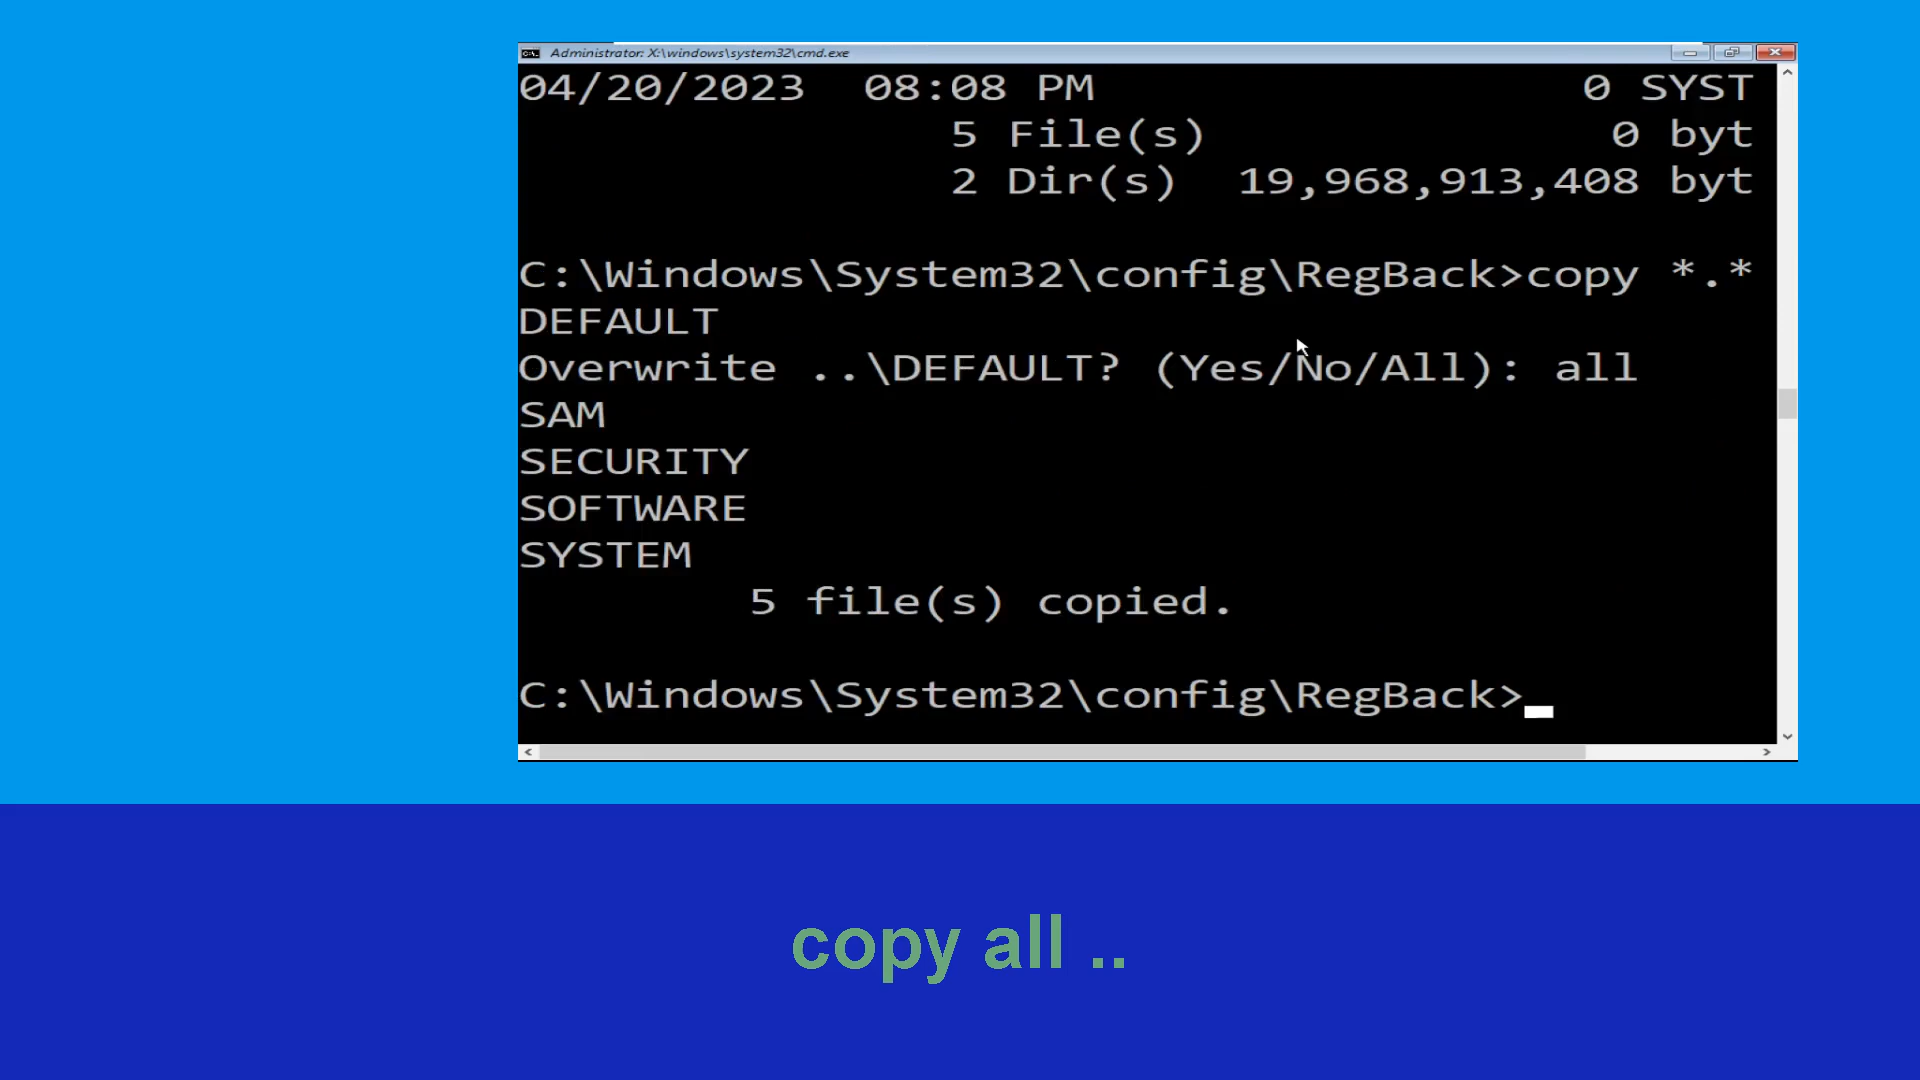 Administrator: X:\windows\system32\cmd.exe
04/20/2023  08:08 PM                 0 SYST
5 File(s)              0 byt
2 Dir(s)  19,968,913,408 byt
C:\Windows\System32\config\RegBack>copy *.*
DEFAULT
Overwrite ..\DEFAULT? (Yes/No/All): all
SAM
SECURITY
SOFTWARE
SYSTEM
5 file(s) copied.
C:\Windows\System32\config\RegBack>
copy all ..